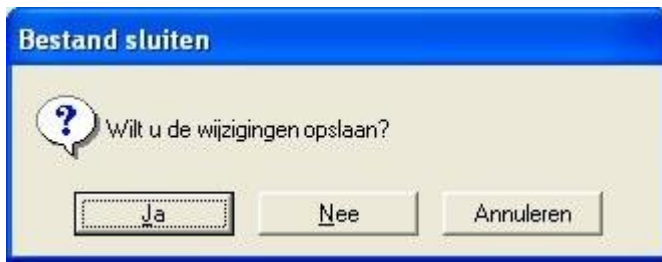 Bestand sluiten
?
Wilt u de wijzigingen opslaan?
Ja Nee Annuleren